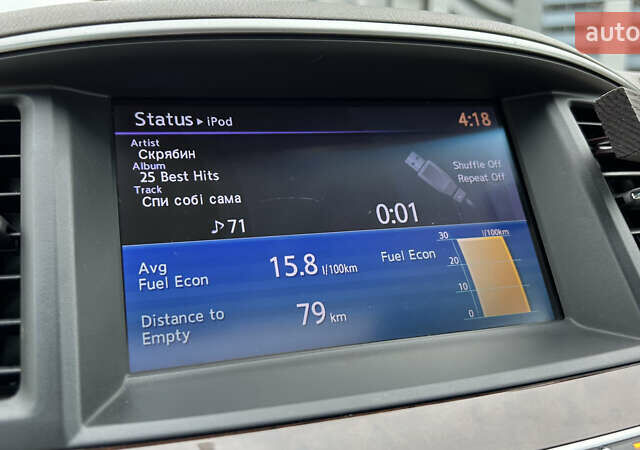 auto
Status ▸ iPod
4:18
Artist
Скрябин
Album
25 Best Hits
Track
Спи собі сама
♪71
0:01
Shuffle Off
Repeat Off
Avg
Fuel Econ
15.8 l/100km
Distance to
Empty
79 km
Fuel Econ
30
l/100km
20
10
0